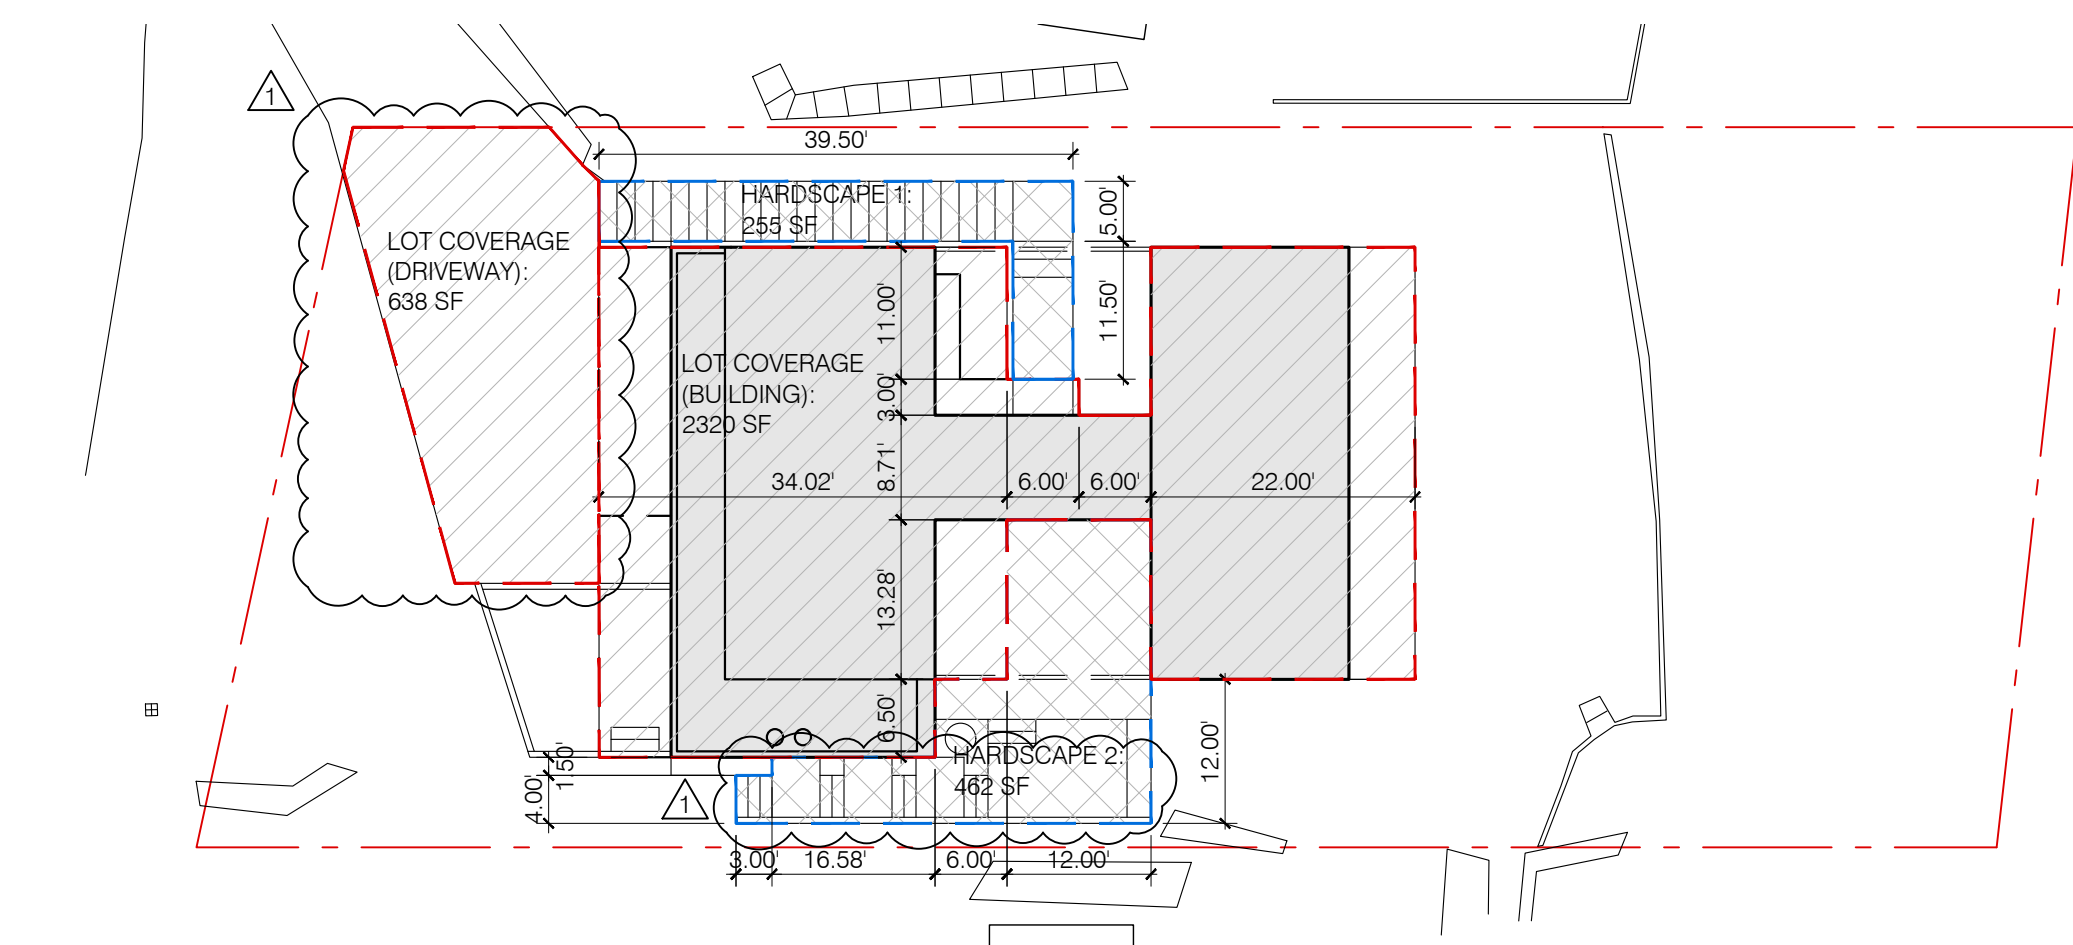 1
39.50'
HARDSCAPE 1:
255 SF
5.00'
LOT COVERAGE
(DRIVEWAY):
638 SF
11.00'
11.50'
LOT COVERAGE
(BUILDING):
2320 SF
3.00'
8.71'
34.02'
6.00'
6.00'
22.00'
13.28'
6.50'
HARDSCAPE 2:
462 SF
12.00'
1.50'
4.00'
1
3.00'
16.58'
6.00'
12.00'